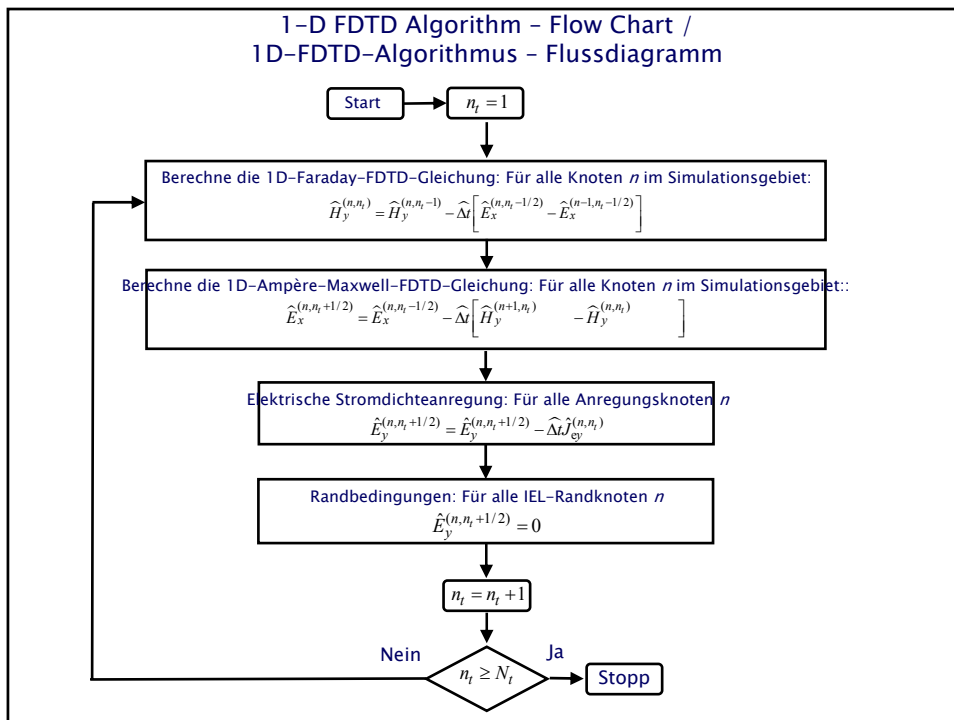 1-D FDTD Algorithm – Flow Chart /
1D-FDTD-Algorithmus – Flussdiagramm
Start
n_t = 1
Berechne die 1D-Faraday-FDTD-Gleichung: Für alle Knoten n im Simulationsgebiet:
Ĥ_y^(n,n_t) = Ĥ_y^(n,n_t−1) − Δ̂t[Ê_x^(n,n_t−1/2) − Ê_x^(n−1,n_t−1/2)]
Berechne die 1D-Ampère-Maxwell-FDTD-Gleichung: Für alle Knoten n im Simulationsgebiet::
Ê_x^(n,n_t+1/2) = Ê_x^(n,n_t−1/2) − Δ̂t[Ĥ_y^(n+1,n_t) − Ĥ_y^(n,n_t)]
Elektrische Stromdichteanregung: Für alle Anregungsknoten n
Ê_y^(n,n_t+1/2) = Ê_y^(n,n_t+1/2) − Δ̂tĴ_ey^(n,n_t)
Randbedingungen: Für alle IEL-Randknoten n
Ê_y^(n,n_t+1/2) = 0
n_t = n_t + 1
Nein
Ja
n_t ≥ N_t
Stopp